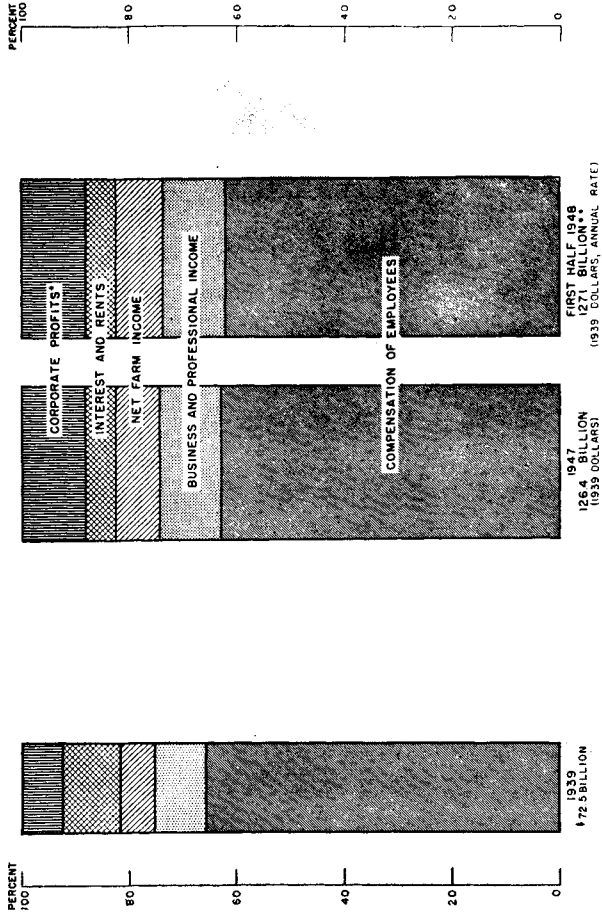 PERCENT
100
80
60
40
20
0
CORPORATE PROFITS*
INTEREST AND RENTS
NET FARM INCOME
BUSINESS AND PROFESSIONAL INCOME
COMPENSATION OF EMPLOYEES
1939
$72.5 BILLION
1947
126.4 BILLION
(1939 DOLLARS)
FIRST HALF 1948
127.1 BILLION**
(1939 DOLLARS, ANNUAL RATE)
PERCENT
100
80
60
40
20
0